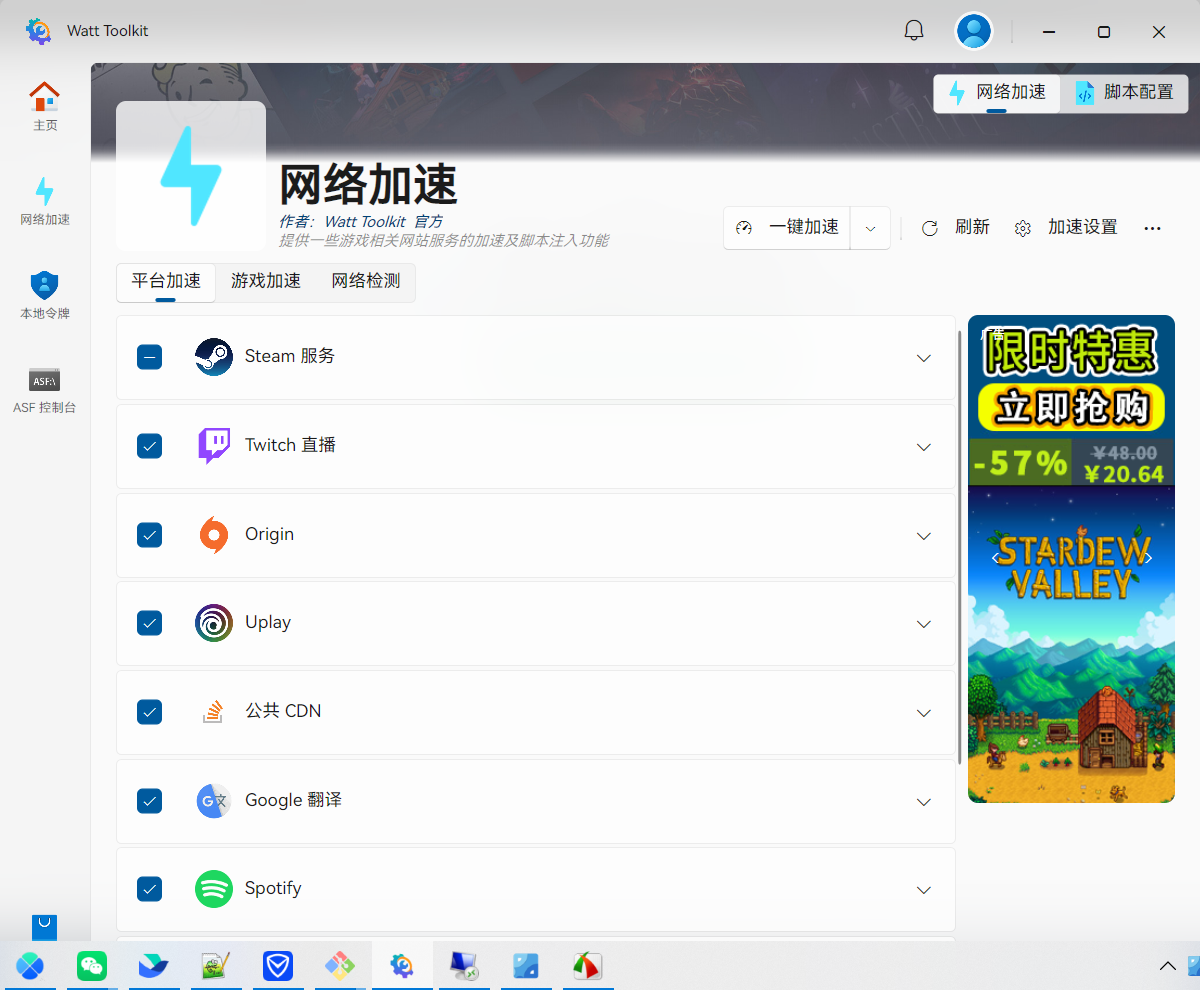 Watt Toolkit
主页
网络加速
本地令牌
ASF:\
ASF 控制台
网络加速
脚本配置
网络加速
作者: Watt Toolkit 官方
提供一些游戏相关网站服务的加速及脚本注入功能
一键加速
刷新
加速设置
平台加速
游戏加速
网络检测
Steam 服务
Twitch 直播
Origin
Uplay
公共 CDN
Google 翻译
Spotify
广告
限时特惠
立即抢购
-57%
¥48.00
¥20.64
STARDEW
VALLEY